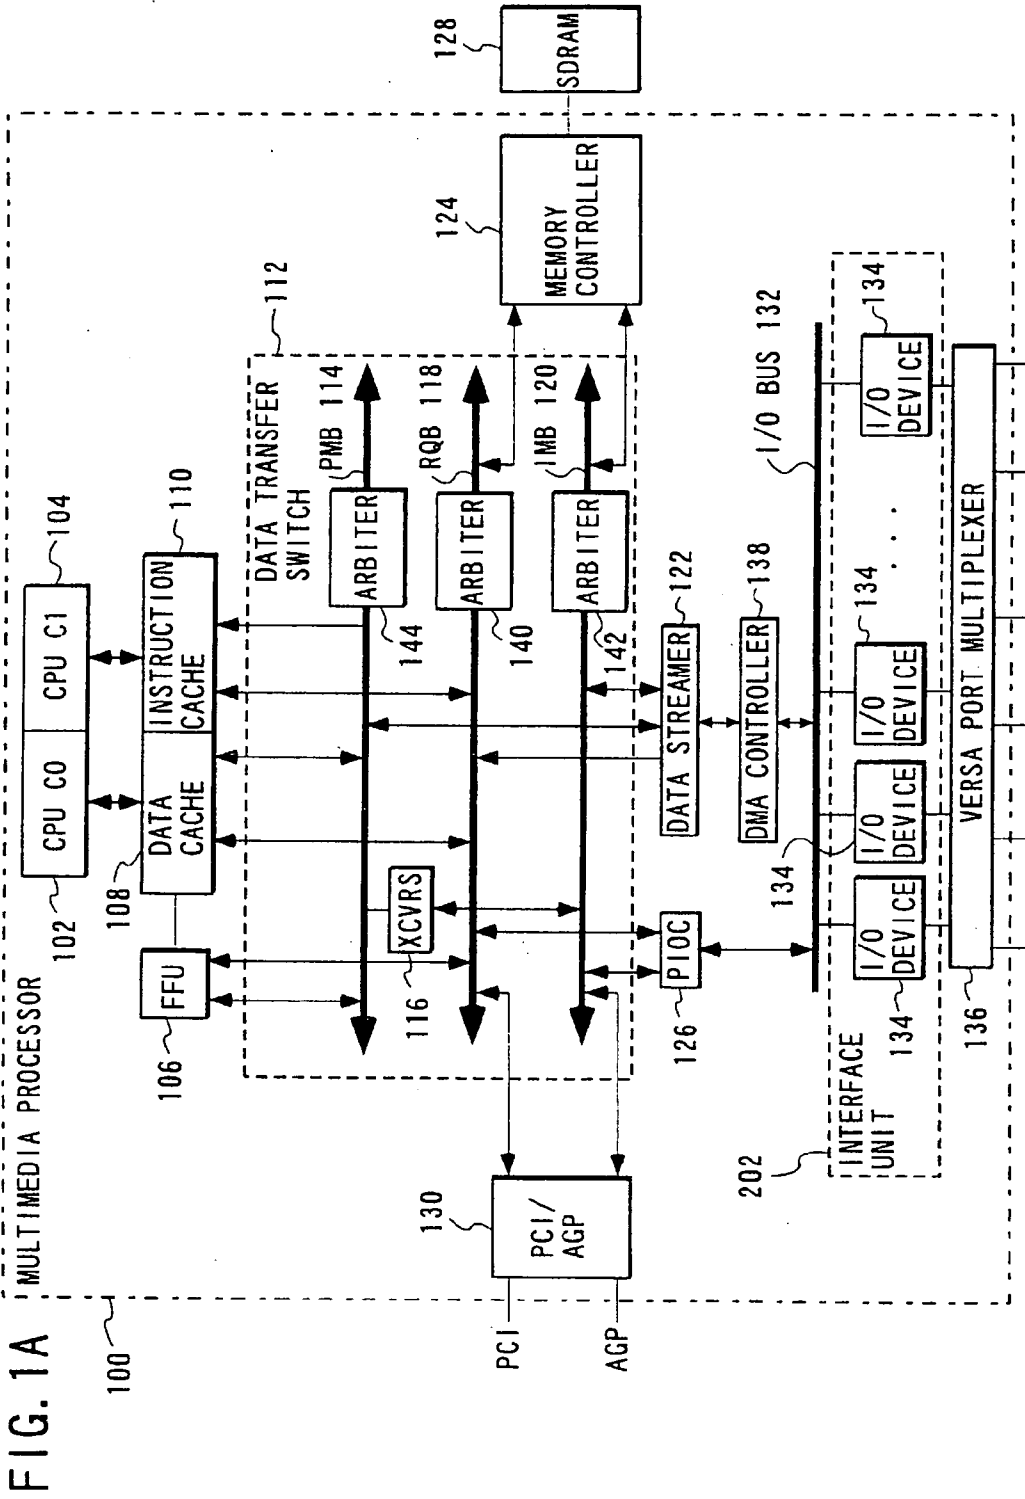 FIG. 1A
100
MULTIMEDIA PROCESSOR
102
CPU C0
CPU C1
104
106
FFU
108
DATA
CACHE
INSTRUCTION
CACHE
110
112
DATA TRANSFER
SWITCH
PMB 114
ARBITER
144
116
XCVRS
RQB 118
ARBITER
140
IMB 120
ARBITER
142
124
MEMORY
CONTROLLER
128
SDRAM
130
PCI/
AGP
PCI
AGP
126
PIOC
DATA STREAMER
122
DMA CONTROLLER
138
I/O BUS 132
202
INTERFACE
UNIT
134
I/O
DEVICE
134
I/O
DEVICE
134
I/O
DEVICE
. . . .
134
I/O
DEVICE
136
VERSA PORT MULTIPLEXER